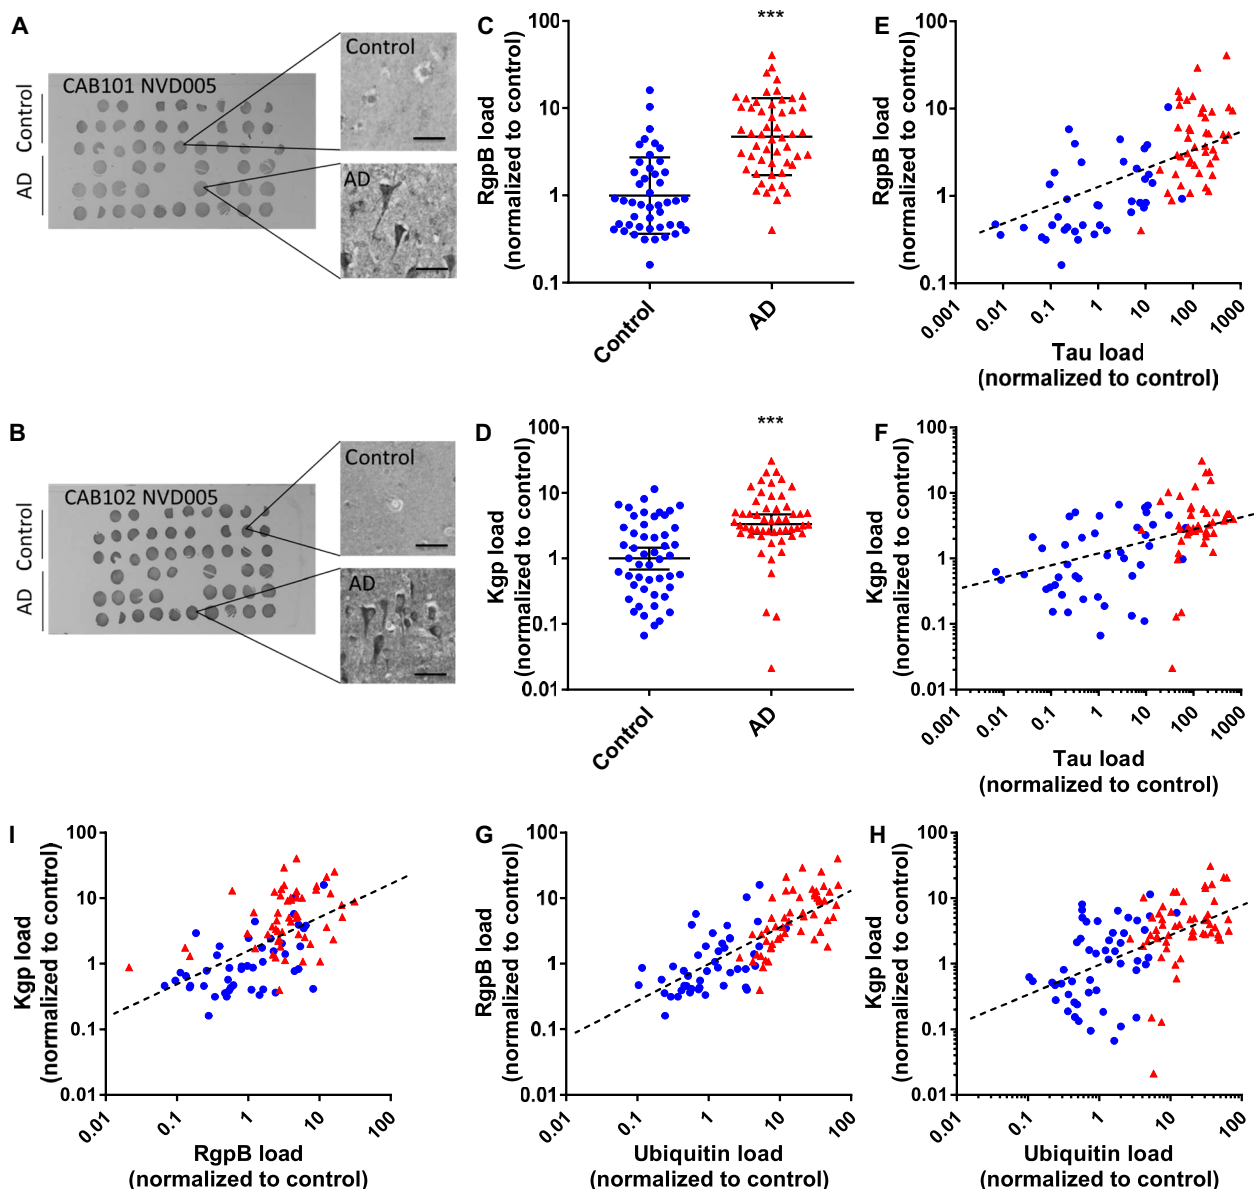 A
CAB101 NVD005
Control
AD
Control
AD
C
***
RgpB load
(normalized to control)
100
10
1
0.1
Control
AD
E
RgpB load
(normalized to control)
100
10
1
0.1
0.001
0.01
0.1
1
10
100
1000
Tau load
(normalized to control)
B
CAB102 NVD005
Control
AD
Control
AD
D
***
Kgp load
(normalized to control)
100
10
1
0.1
0.01
Control
AD
F
Kgp load
(normalized to control)
100
10
1
0.1
0.01
0.001
0.01
0.1
1
10
100
1000
Tau load
(normalized to control)
I
Kgp load
(normalized to control)
100
10
1
0.1
0.01
0.01
0.1
1
10
100
RgpB load
(normalized to control)
G
RgpB load
(normalized to control)
100
10
1
0.1
0.01
0.01
0.1
1
10
100
Ubiquitin load
(normalized to control)
H
Kgp load
(normalized to control)
100
10
1
0.1
0.01
0.01
0.1
1
10
100
Ubiquitin load
(normalized to control)